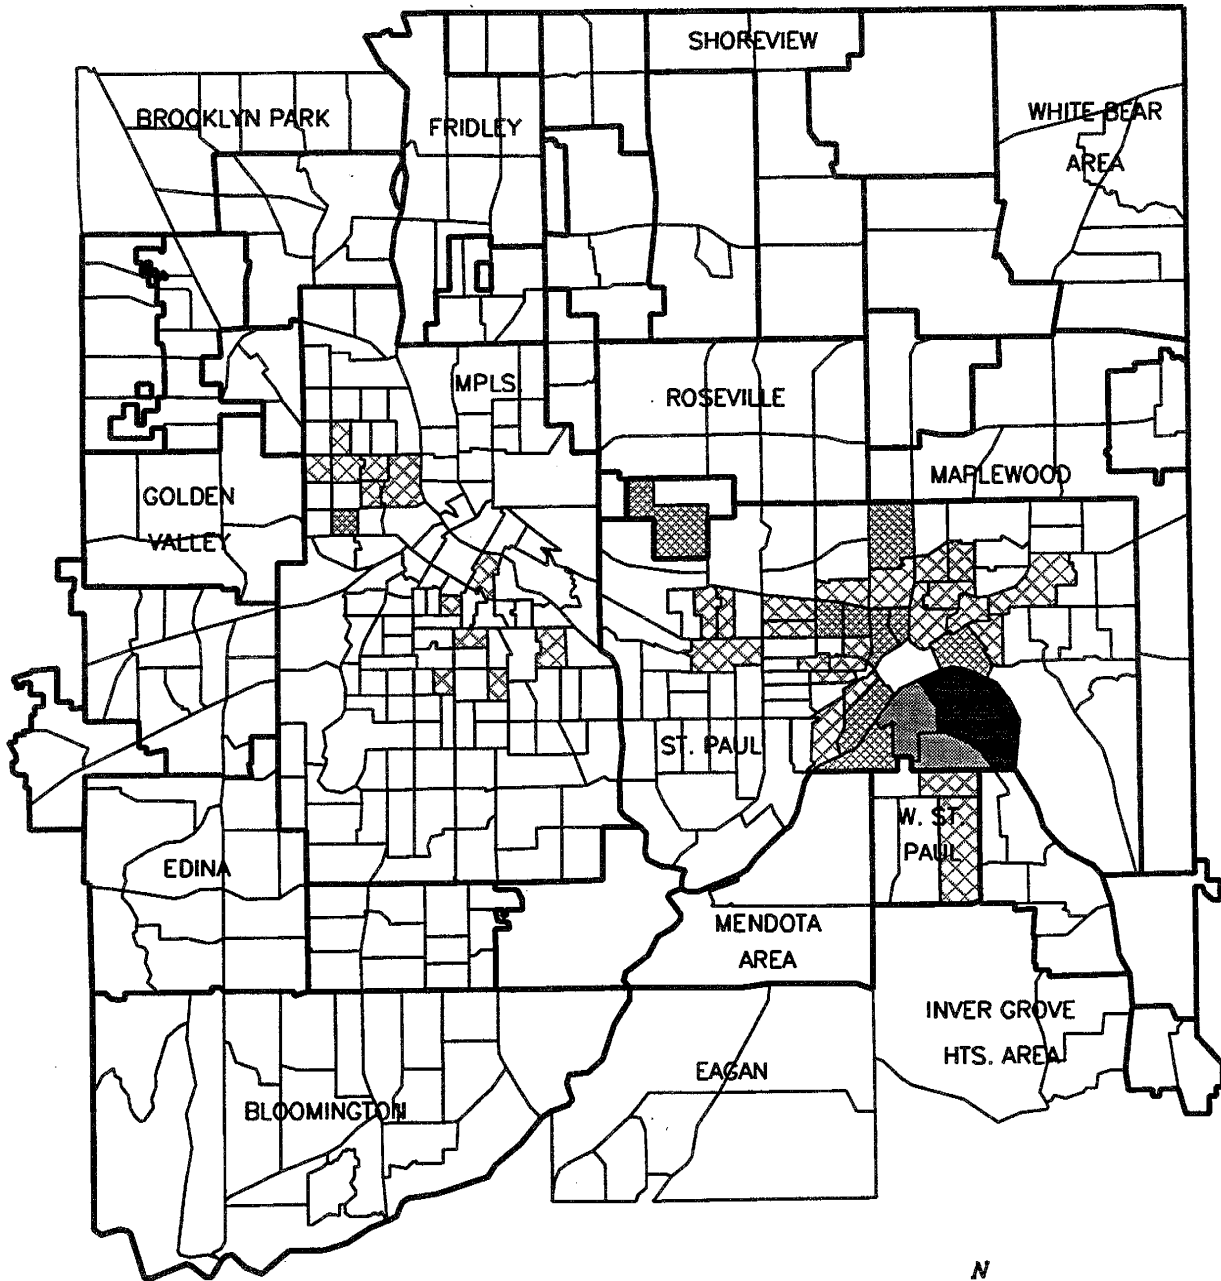 SHOREVIEW
BROOKLYN PARK
FRIDLEY
WHITE BEAR
AREA
MPLS
ROSEVILLE
MAPLEWOOD
GOLDEN
VALLEY
ST. PAUL
W. ST.
PAUL
EDINA
MENDOTA
AREA
INVER GROVE
HTS. AREA
EAGAN
BLOOMINGTON
N